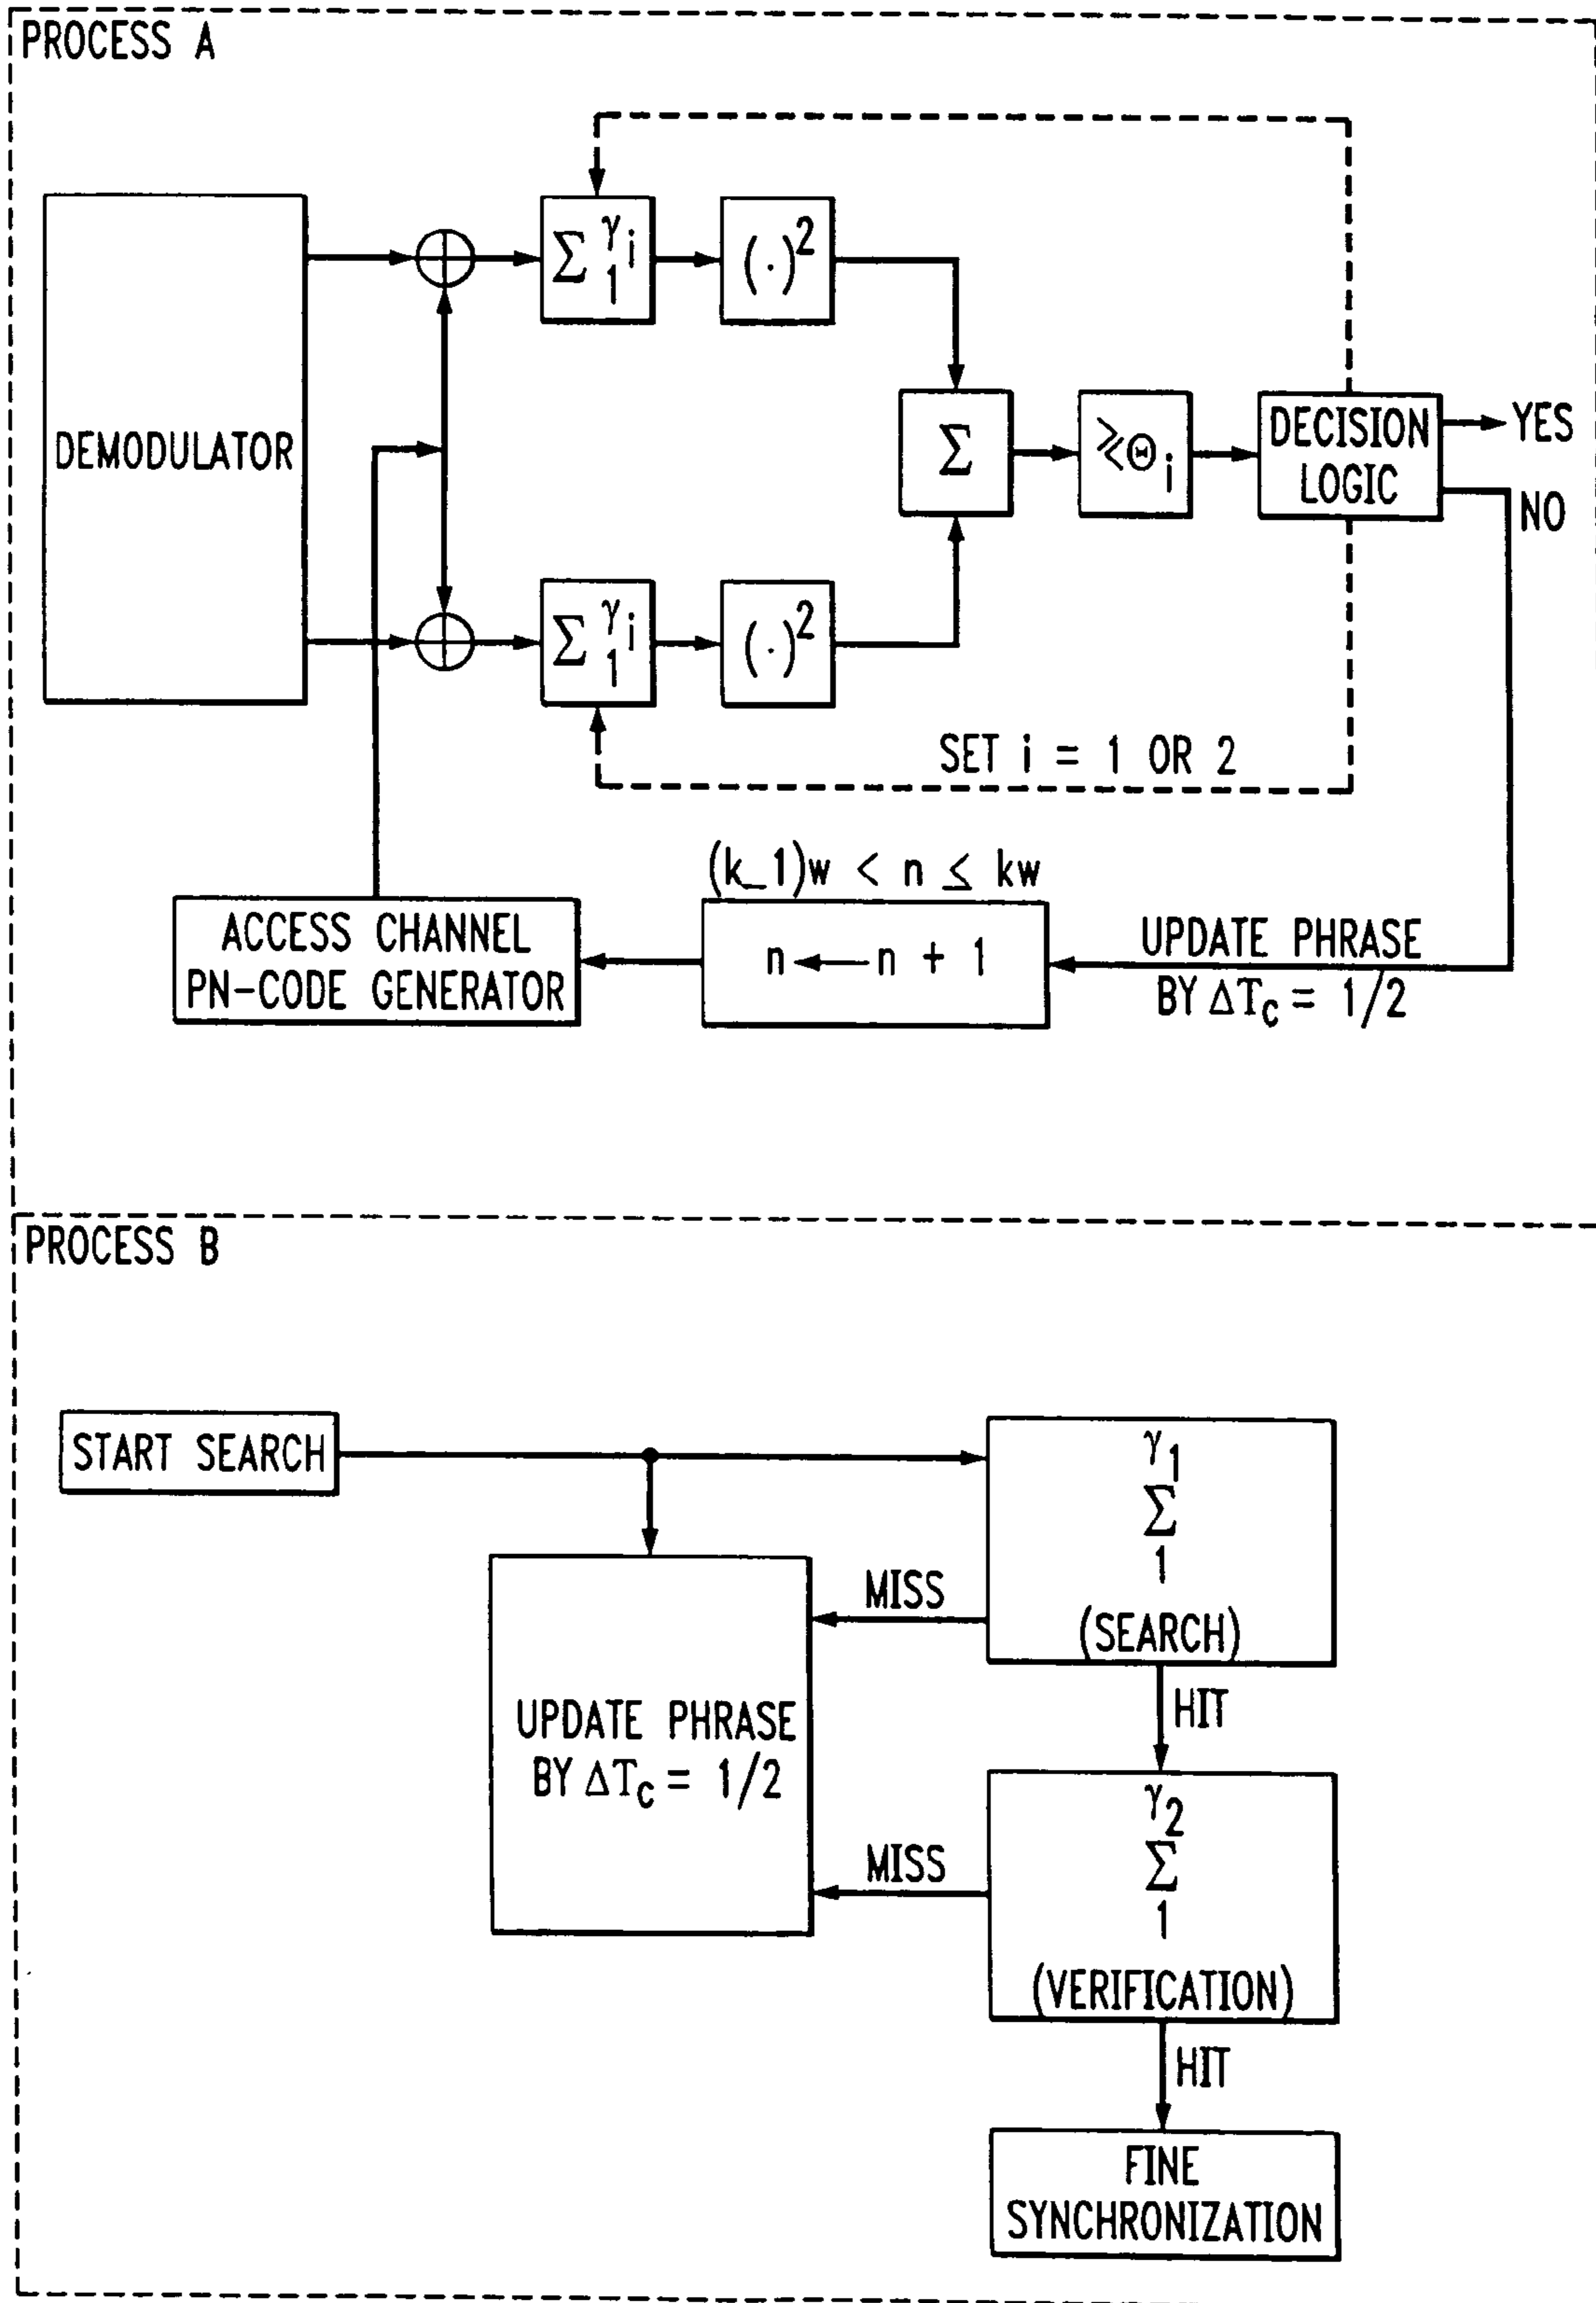 PROCESS A
DEMODULATOR
Σ γi 1
(·)²
Σ
≷Θi
DECISION
LOGIC
YES
NO
Σ γi 1
(·)²
SET i = 1 OR 2
(k_1)w < n ≤ kw
ACCESS CHANNEL
PN-CODE GENERATOR
n ← n + 1
UPDATE PHRASE
BY ΔTc = 1/2
PROCESS B
START SEARCH
γ1
Σ
1
(SEARCH)
MISS
HIT
UPDATE PHRASE
BY ΔTc = 1/2
γ2
Σ
1
(VERIFICATION)
MISS
HIT
FINE
SYNCHRONIZATION